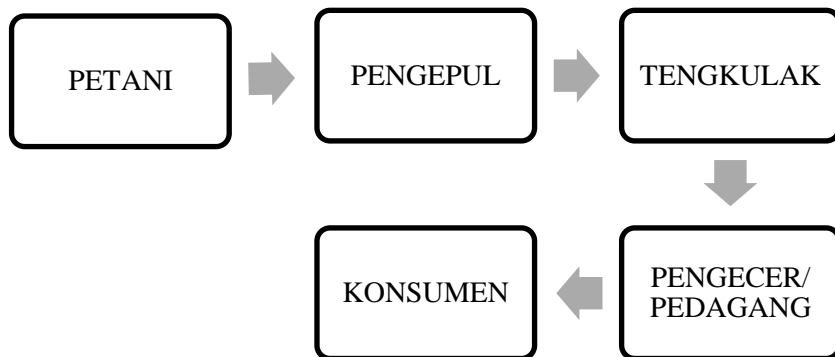 PETANI
PENGEPUL
TENGKULAK
PENGECER/
PEDAGANG
KONSUMEN